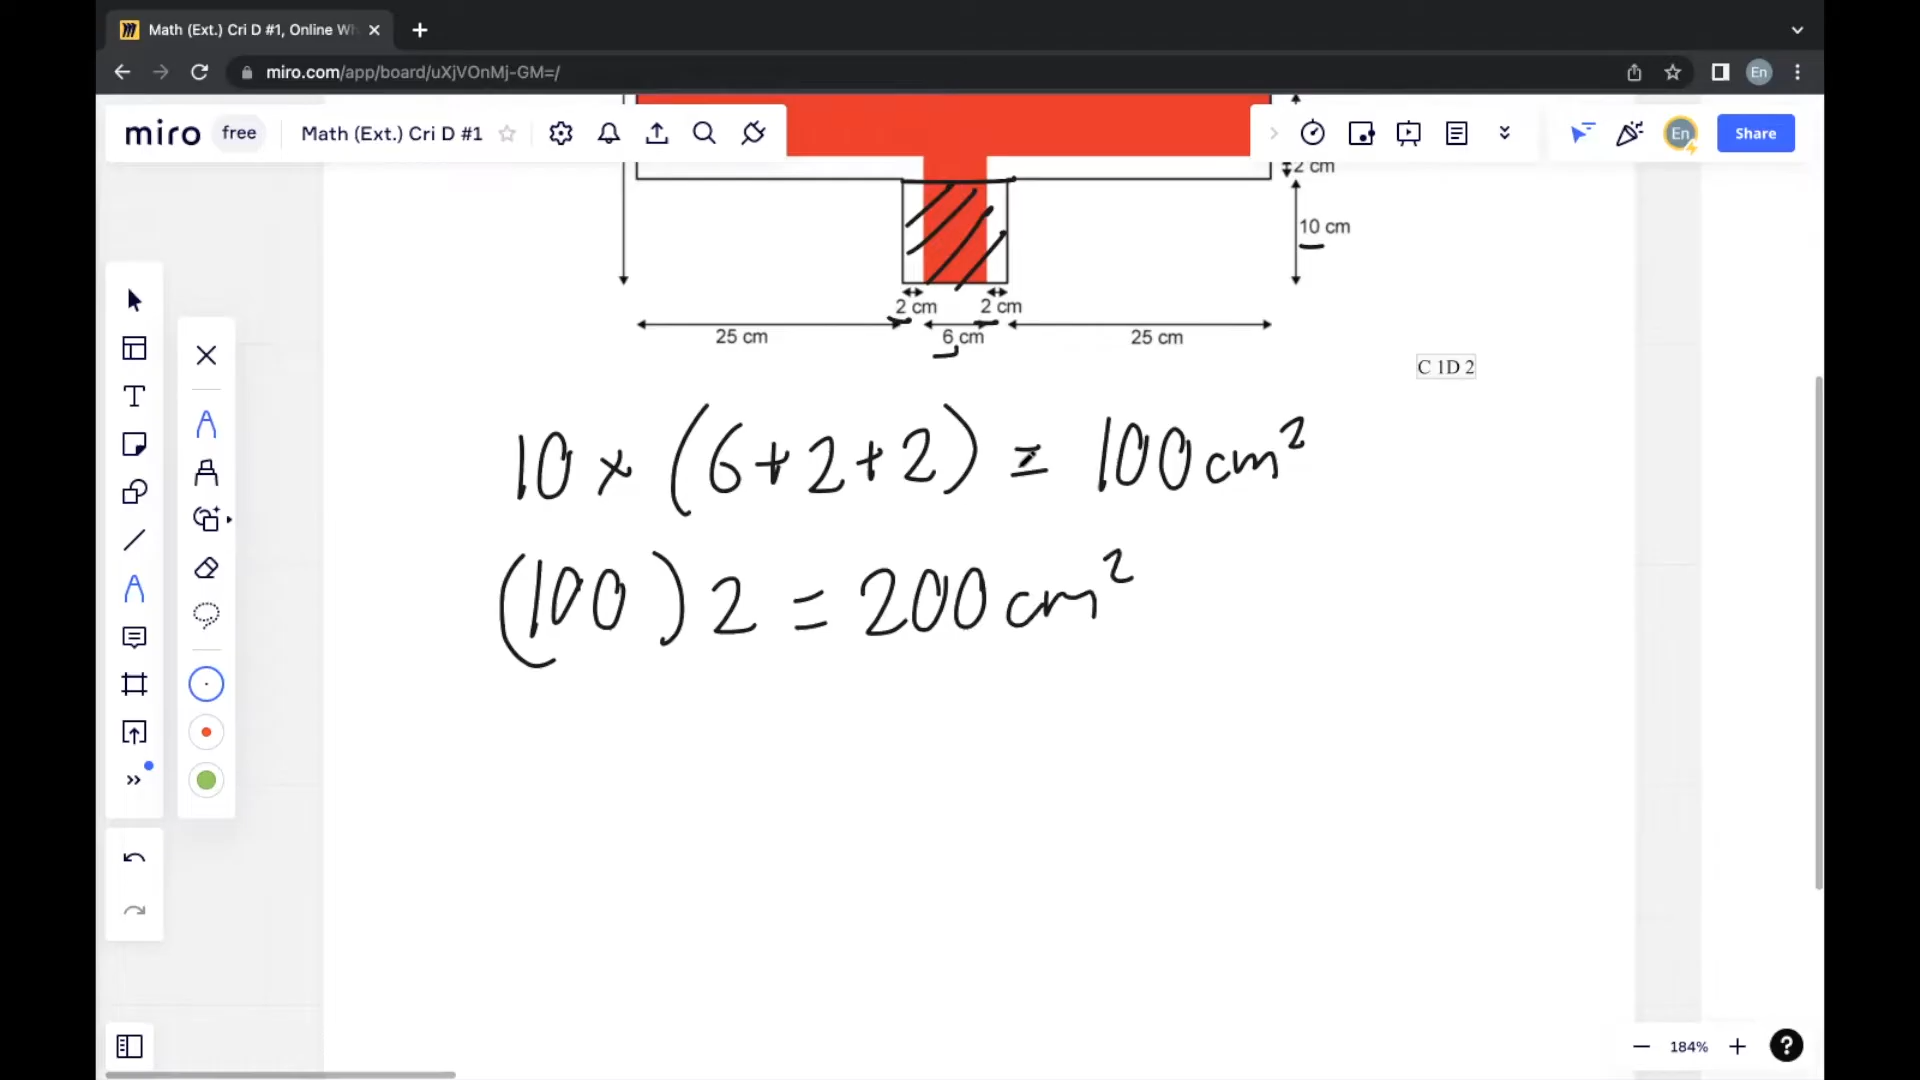 Math (Ext.) Cri D #1, Online Wh
miro.com/app/board/uXjVOnMj-GM=/
En
miro free Math (Ext.) Cri D #1
En
Share
2 cm
10 cm
2 cm 2 cm
25 cm 6 cm 25 cm
C 1D 2
10 × (6+2+2) = 100 cm²
(100) 2 = 200 cm²
184%